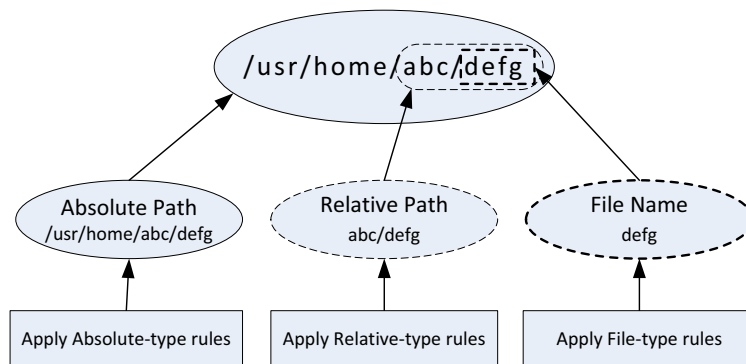 /usr/home/abc/defg
Absolute Path
/usr/home/abc/defg
Relative Path
abc/defg
File Name
defg
Apply Absolute-type rules
Apply Relative-type rules
Apply File-type rules